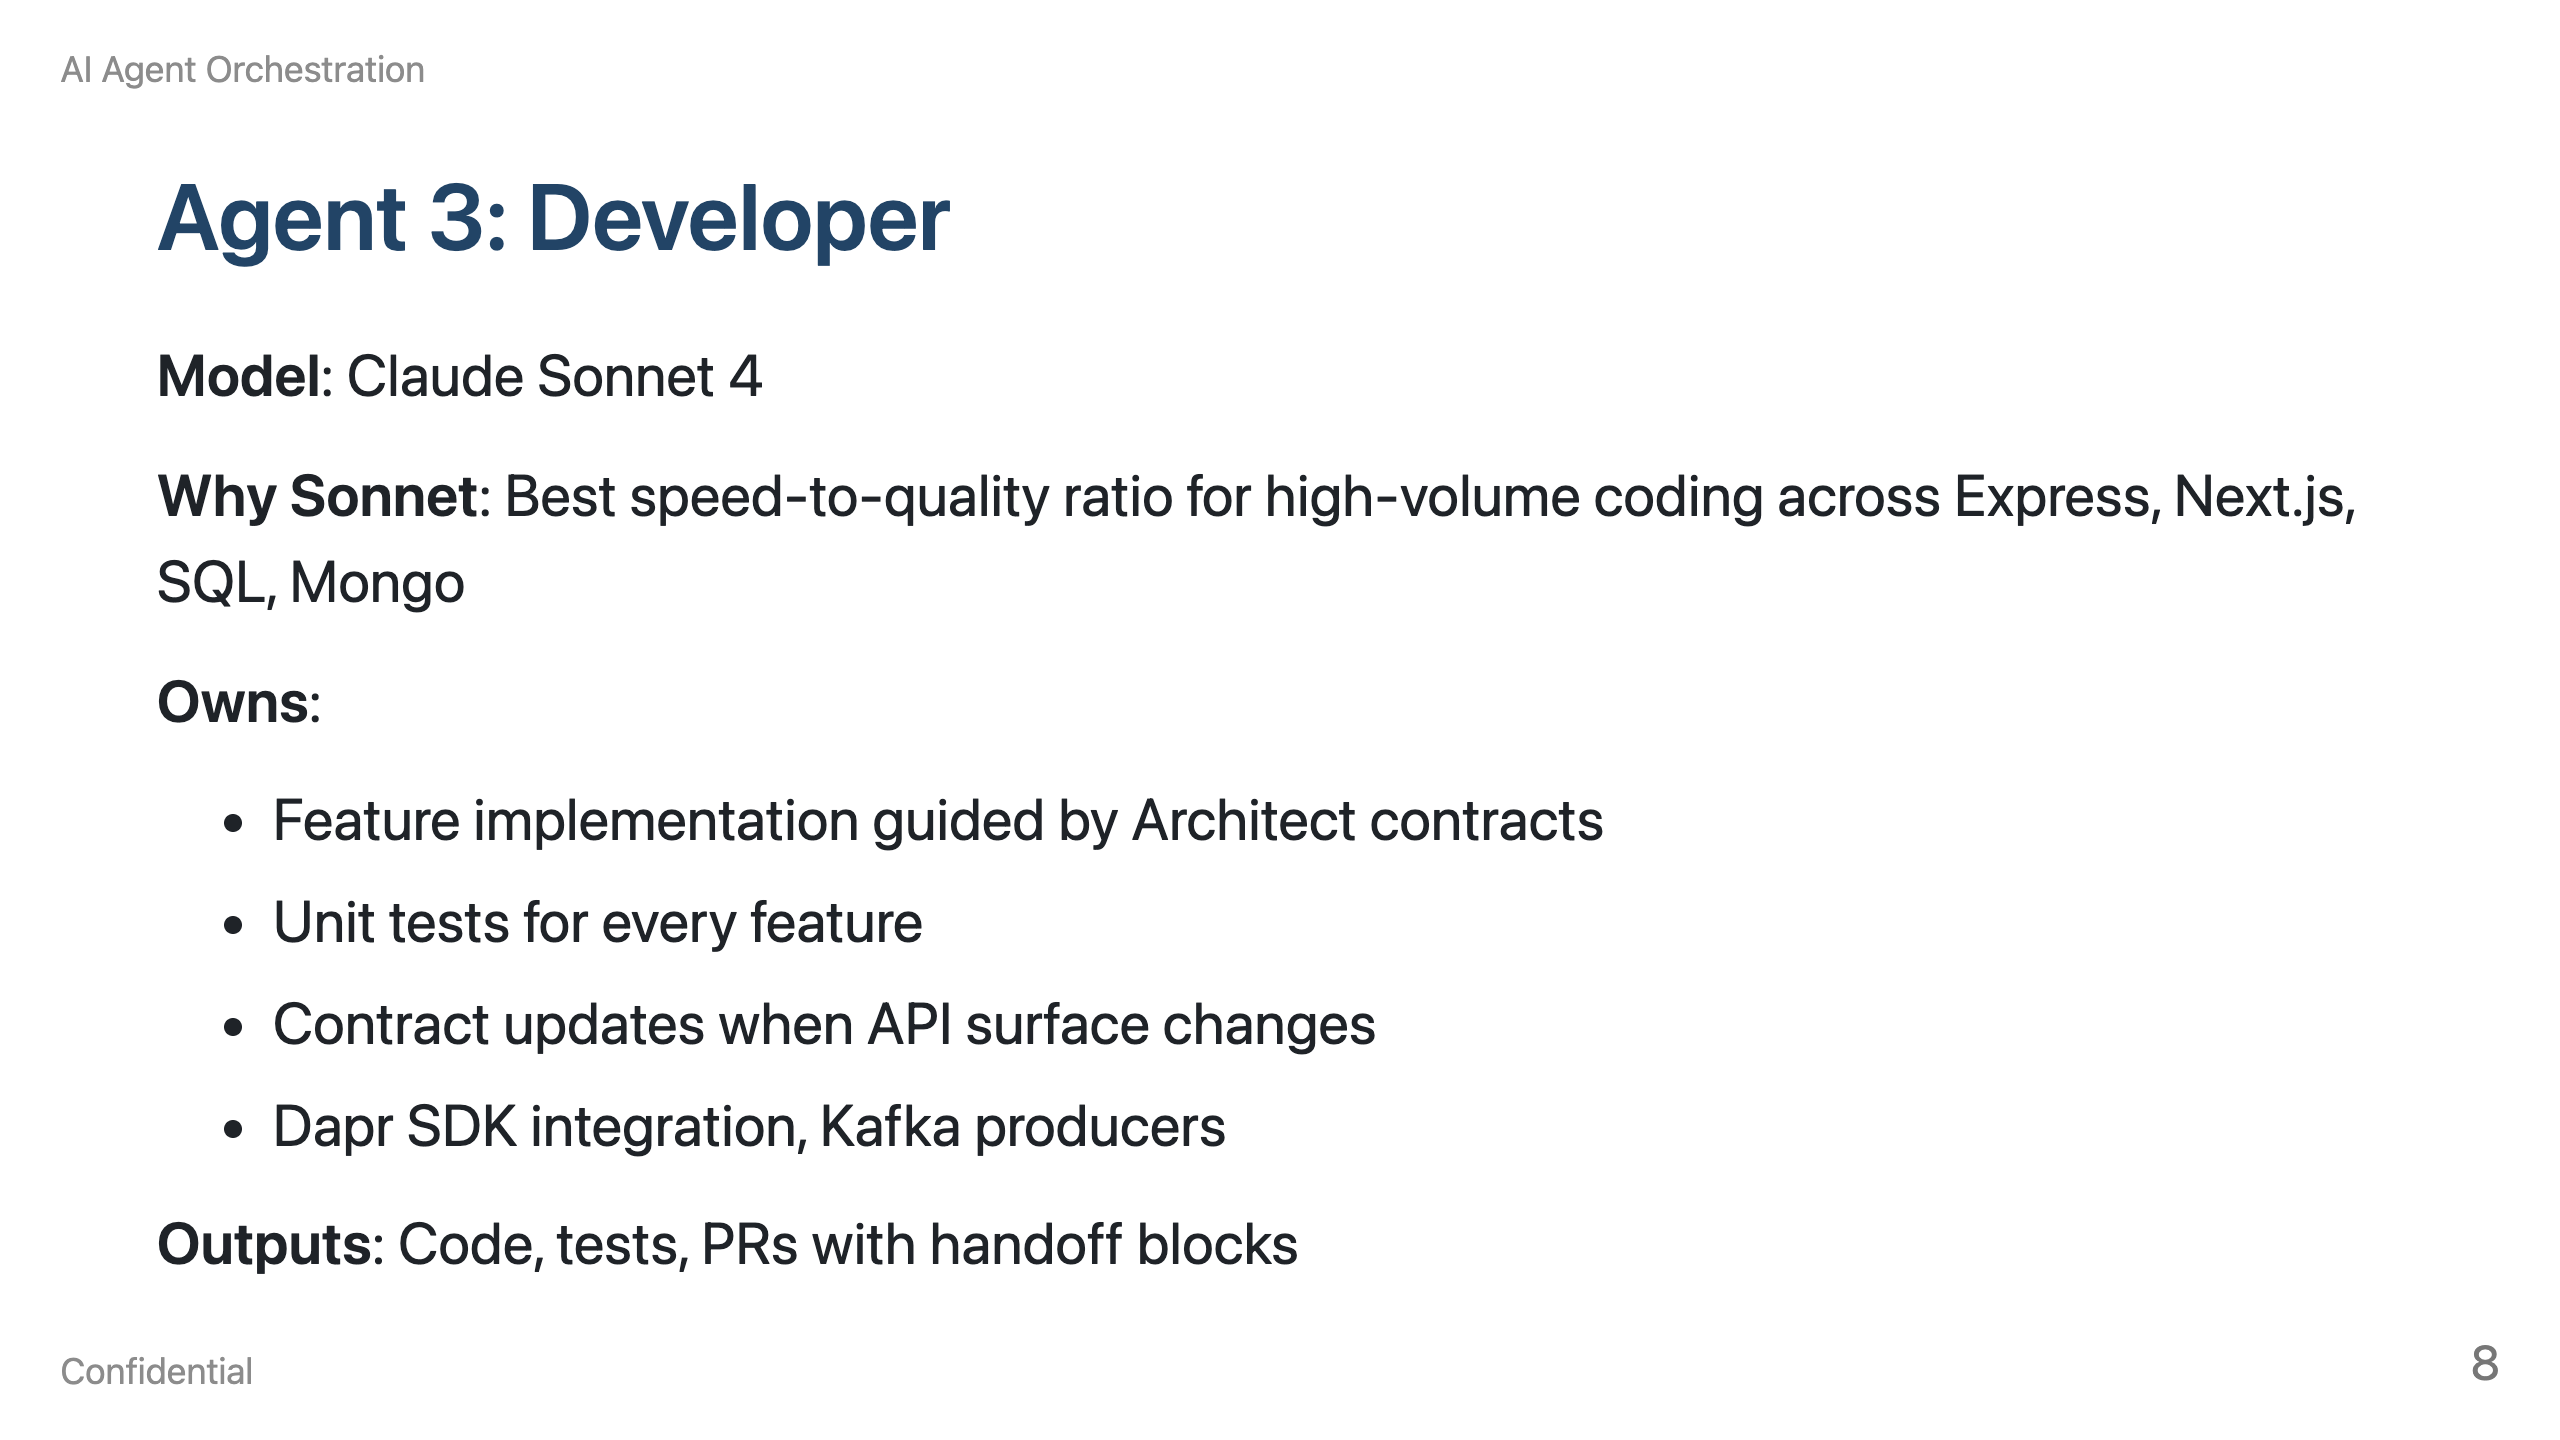 AI Agent Orchestration
Agent 3: Developer
Model: Claude Sonnet 4
Why Sonnet: Best speed-to-quality ratio for high-volume coding across Express, Next.js,
SQL, Mongo
Owns:
• Feature implementation guided by Architect contracts
• Unit tests for every feature
• Contract updates when API surface changes
• Dapr SDK integration, Kafka producers
Outputs: Code, tests, PRs with handoff blocks
Confidential
8